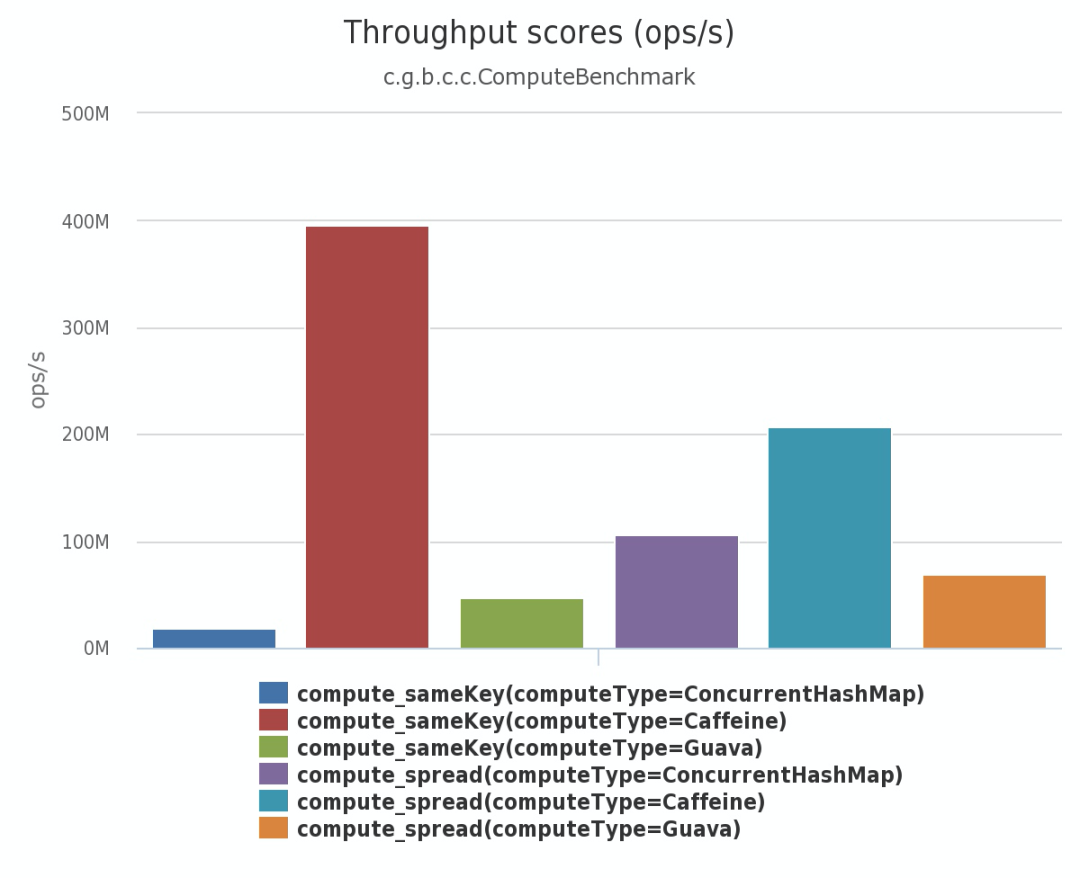 Throughput scores (ops/s)
c.g.b.c.c.ComputeBenchmark
500M
400M
300M
200M
100M
0M
ops/s
compute_sameKey(computeType=ConcurrentHashMap)
compute_sameKey(computeType=Caffeine)
compute_sameKey(computeType=Guava)
compute_spread(computeType=ConcurrentHashMap)
compute_spread(computeType=Caffeine)
compute_spread(computeType=Guava)